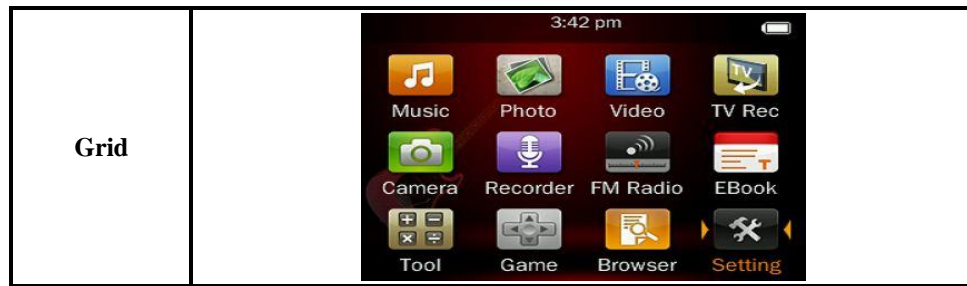 Grid
3:42 pm
Music Photo Video TV Rec
Camera Recorder FM Radio EBook
Tool Game Browser Setting